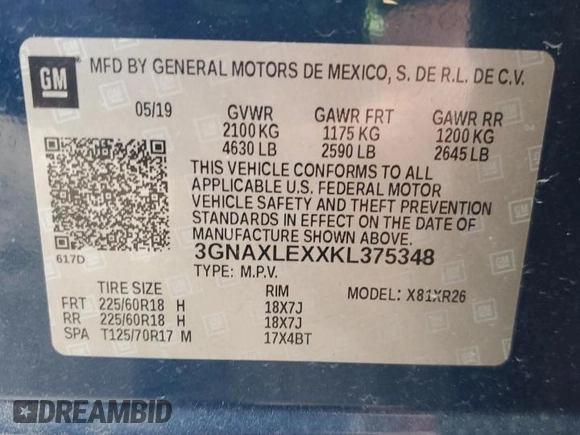 GM MFD BY GENERAL MOTORS DE MEXICO, S. DE R.L. DE C.V.
05/19 GVWR GAWR FRT GAWR RR
2100 KG 1175 KG 1200 KG
4630 LB 2590 LB 2645 LB
THIS VEHICLE CONFORMS TO ALL
APPLICABLE U.S. FEDERAL MOTOR
VEHICLE SAFETY AND THEFT PREVENTION
STANDARDS IN EFFECT ON THE DATE OF
MANUFACTURE SHOWN ABOVE.
617D 3GNAXLEXXKL375348
TYPE: M.P.V.
TIRE SIZE RIM MODEL: X81XR26
FRT 225/60R18 H 18X7J
RR 225/60R18 H 18X7J
SPA T125/70R17 M 17X4BT
DREAMBID